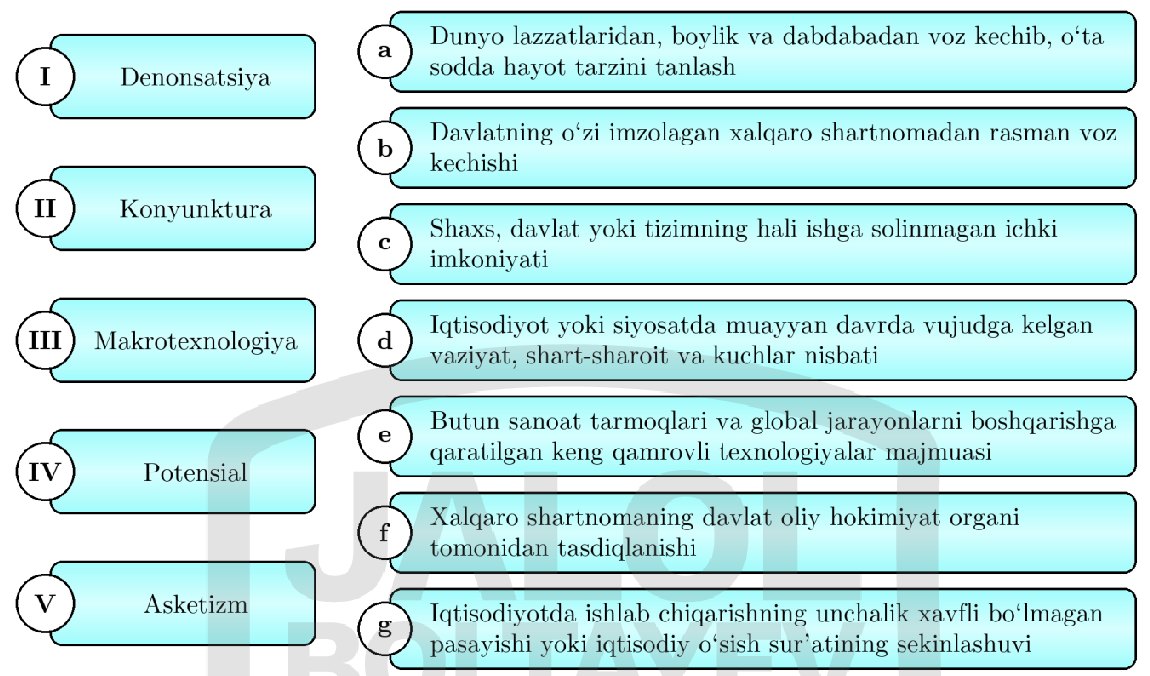 I Denonsatsiya
II Konyunktura
III Makrotexnologiya
IV Potensial
V Asketizm
a Dunyo lazzatlaridan, boylik va dabdabadan voz kechib, o‘ta
sodda hayot tarzini tanlash
b Davlatning o‘zi imzolagan xalqaro shartnomadan rasman voz
kechishi
c Shaxs, davlat yoki tizimning hali ishga solinmagan ichki
imkoniyati
d Iqtisodiyot yoki siyosatda muayyan davrda vujudga kelgan
vaziyat, shart-sharoit va kuchlar nisbati
e Butun sanoat tarmoqlari va global jarayonlarni boshqarishga
qaratilgan keng qamrovli texnologiyalar majmuasi
f Xalqaro shartnomaning davlat oliy hokimiyat organi
tomonidan tasdiqlanishi
g Iqtisodiyotda ishlab chiqarishning unchalik xavfli bo‘lmagan
pasayishi yoki iqtisodiy o‘sish sur’atining sekinlashuvi
JALOL